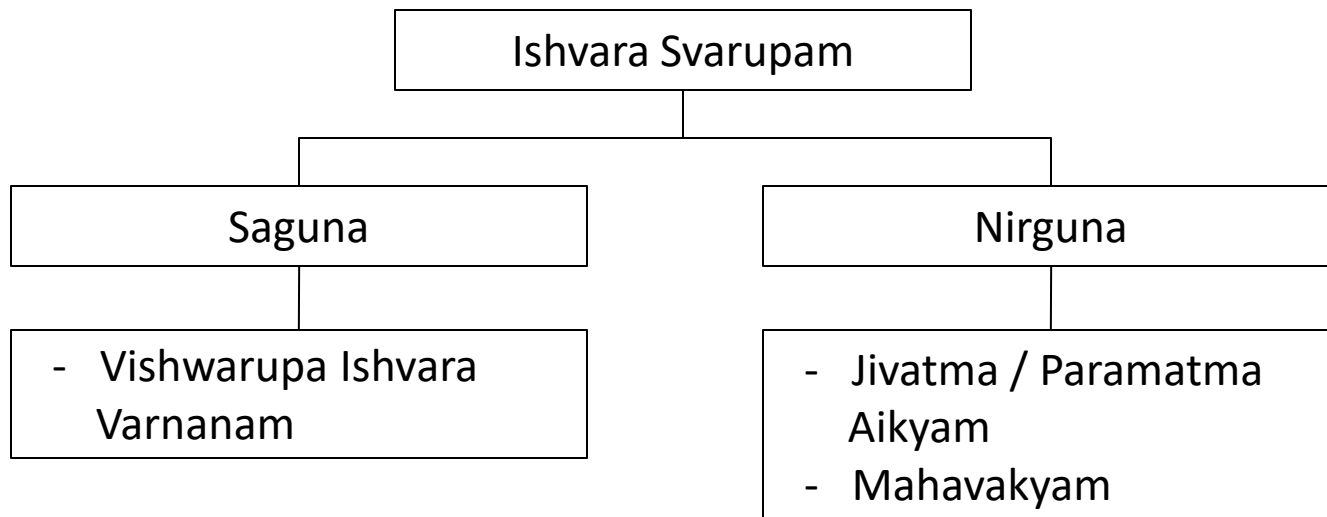 Ishvara Svarupam
Saguna
Nirguna
- Vishwarupa Ishvara
Varnanam
- Jivatma / Paramatma
Aikyam
- Mahavakyam